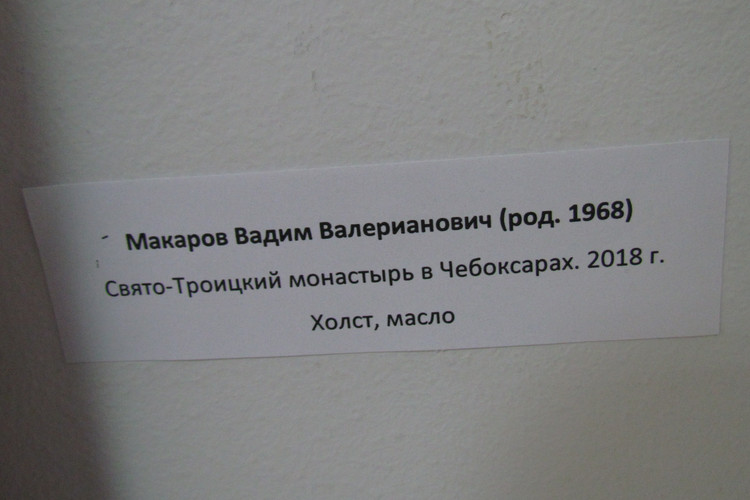 Макаров Вадим Валерианович (род. 1968)
Свято-Троицкий монастырь в Чебоксарах. 2018 г.
Холст, масло